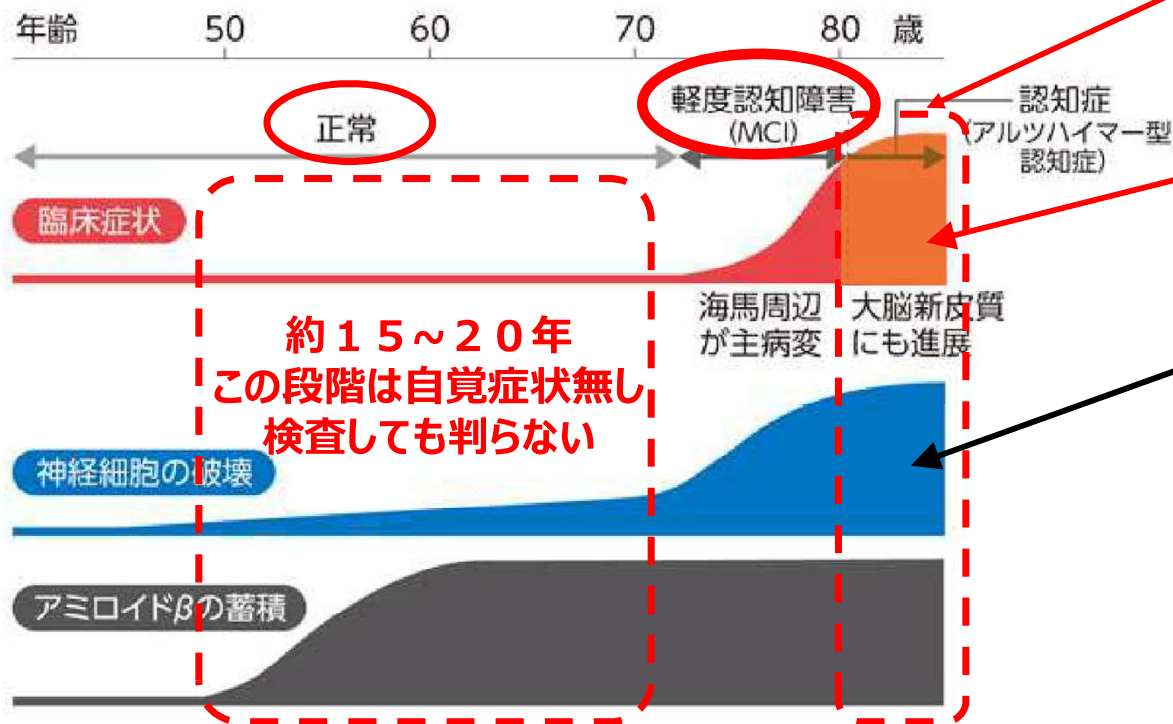 年齢 50 60 70 80 歳
正常
軽度認知障害
(MCI)
認知症
(アルツハイマー型
認知症)
臨床症状
海馬周辺
が主病変
大脳新皮質
にも進展
約15~20年
この段階は自覚症状無し
検査しても判らない
神経細胞の破壊
アミロイドβの蓄積